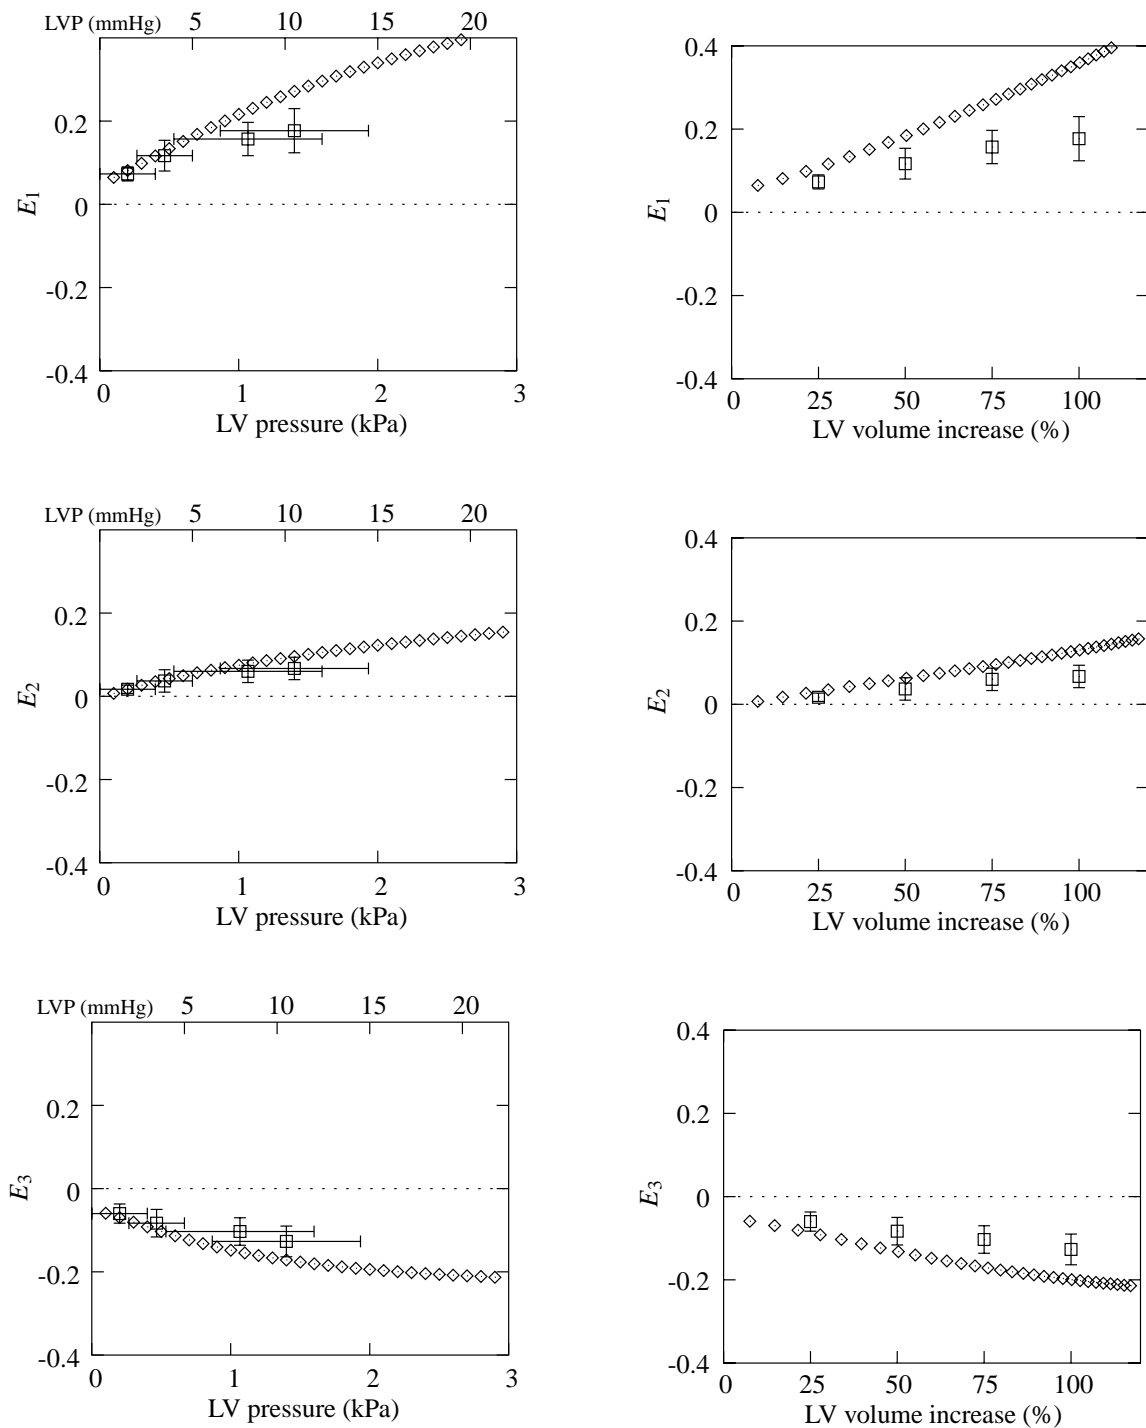 LVP (mmHg) 5 10 15 20
0.2
0
-0.2
-0.4
E1
0 1 2 3
LV pressure (kPa)
0.4
0.2
0
-0.2
-0.4
E1
0 25 50 75 100
LV volume increase (%)
LVP (mmHg) 5 10 15 20
0.2
0
-0.2
-0.4
E2
0 1 2 3
LV pressure (kPa)
0.4
0.2
0
-0.2
-0.4
E2
0 25 50 75 100
LV volume increase (%)
LVP (mmHg) 5 10 15 20
0.2
0
-0.2
-0.4
E3
0 1 2 3
LV pressure (kPa)
0.4
0.2
0
-0.2
-0.4
E3
0 25 50 75 100
LV volume increase (%)